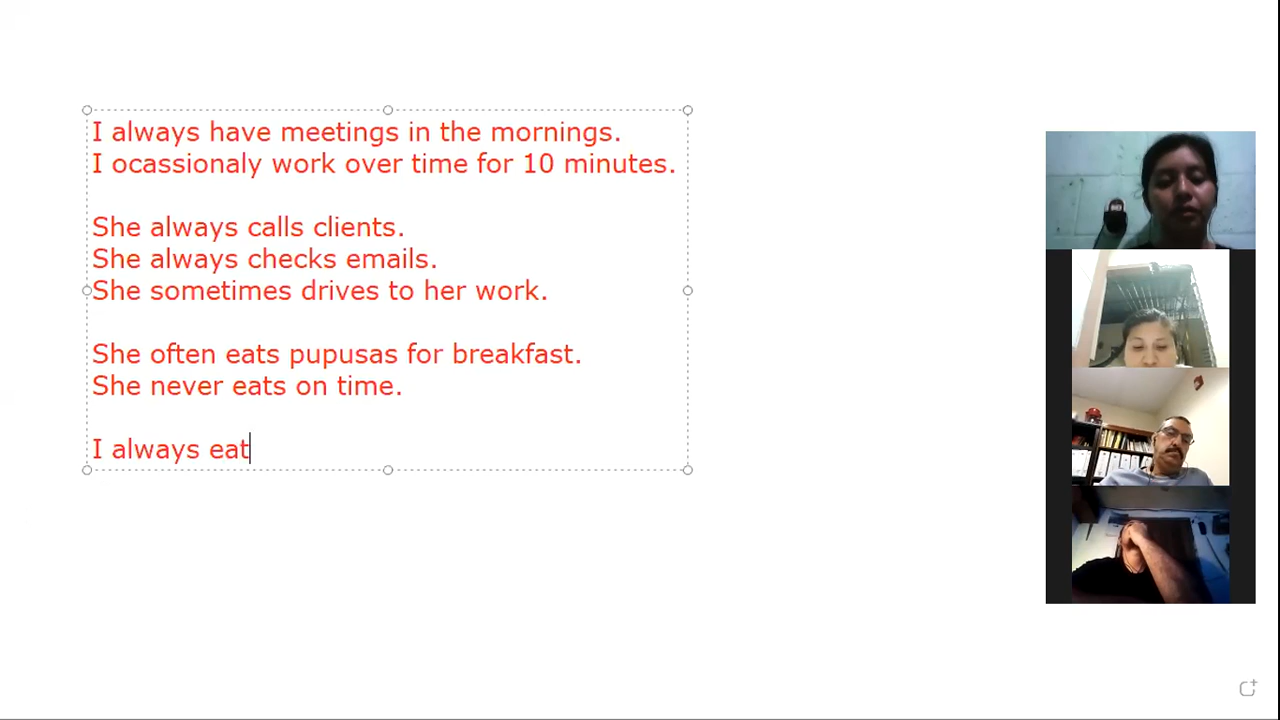 I always have meetings in the mornings.
I ocassionaly work over time for 10 minutes.
She always calls clients.
She always checks emails.
She sometimes drives to her work.
She often eats pupusas for breakfast.
She never eats on time.
I always eat